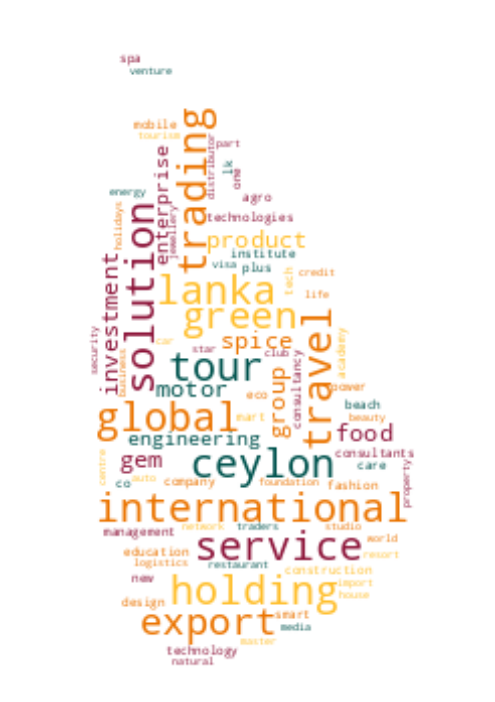 spa
venture
trading
mobile
tourism
distributor
part
enterprise
jewellery
lk
one
energy
agro
holidays
solution
technologies
product
institute
visa
plus
investment
tech
credit
lanka
life
green
travel
security
business
car
star
spice
club
consultancy
academy
tour
motor
group
eco
power
beach
global
mart
beauty
engineering
food
centre
gem
ceylon
consultants
care
property
co
auto
company
foundation
fashion
international
management
network
traders
studio
service
world
education
resort
logistics
restaurant
new
construction
holding
import
house
design
export
smart
media
master
technology
natural